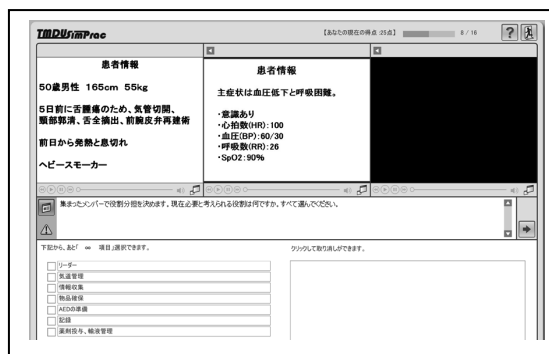 TMDUsimPrac
【あなたの現在の得点:25点】
8 / 16
?
患者情報
50歳男性 165cm 55kg
5日前に舌腫瘍のため、気管切開、
頸部郭清、舌全摘出、前腕皮弁再建術
前日から発熱と息切れ
ヘビースモーカー
患者情報
主症状は血圧低下と呼吸困難。
・意識あり
・心拍数(HR):100
・血圧(BP):60/30
・呼吸数(RR):26
・SpO2:90%
集まったメンバーで役割分担を決めます。現在必要と考えられる役割は何ですか。すべて選んでください。
下記から、あと「 ∞ 項目」選択できます。
クリックして取り消しができます。
リーダー
気道管理
情報収集
物品確保
AEDの準備
記録
薬剤投与、輸液管理